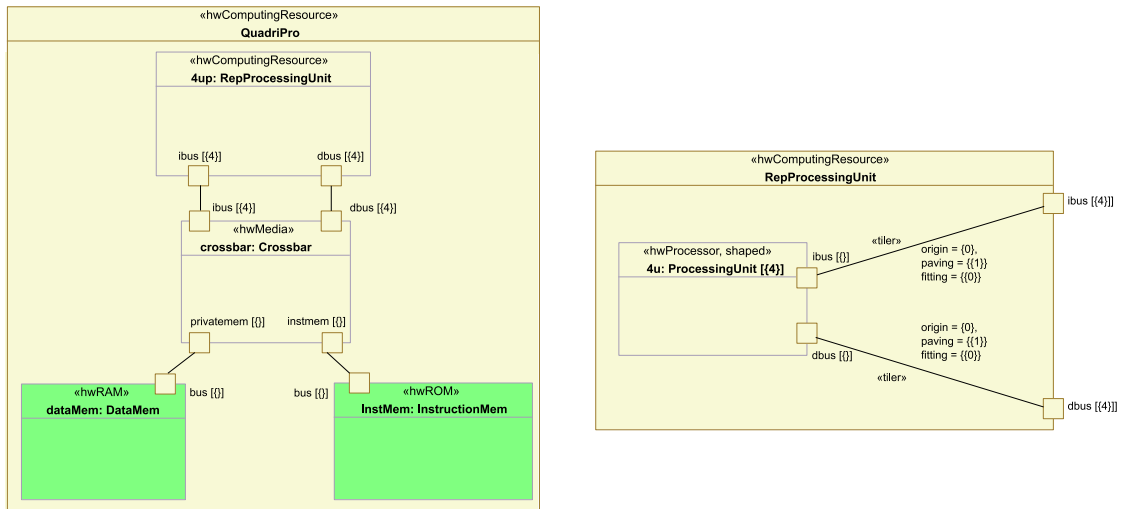 «hwComputingResource»
QuadriPro
«hwComputingResource»
4up: RepProcessingUnit
ibus [{4}]
dbus [{4}]
ibus [{4}]
dbus [{4}]
«hwMedia»
crossbar: Crossbar
privatemem [{}]
instmem [{}]
bus [{}]
bus [{}]
«hwRAM»
dataMem: DataMem
«hwROM»
InstMem: InstructionMem
«hwComputingResource»
RepProcessingUnit
ibus [{4}]]
«tiler»
origin = {0},
paving = {{1}}
fitting = {{0}}
«hwProcessor, shaped»
4u: ProcessingUnit [{4}]
ibus [{}]
origin = {0},
paving = {{1}}
fitting = {{0}}
dbus [{}]
«tiler»
dbus [{4}]]